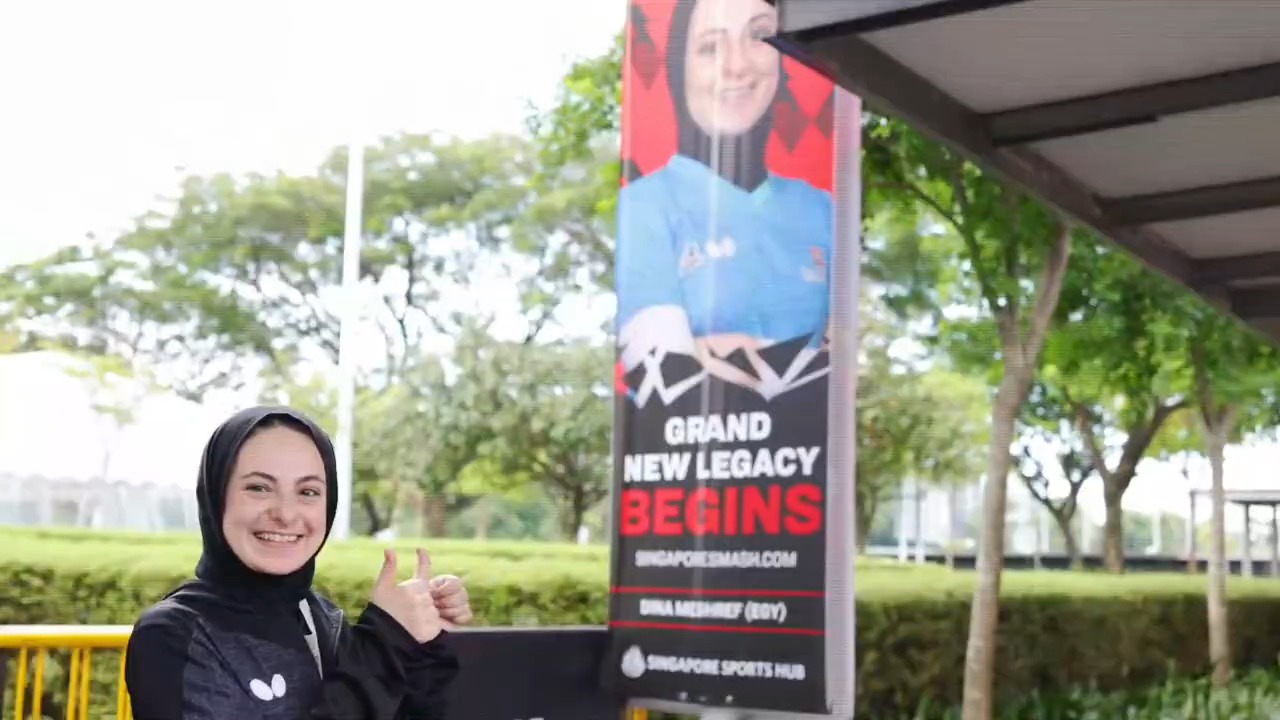 GRAND
NEW LEGACY
BEGINS
SINGAPORESMASH.COM
DINA MESHREF (EGY)
SINGAPORE SPORTS HUB